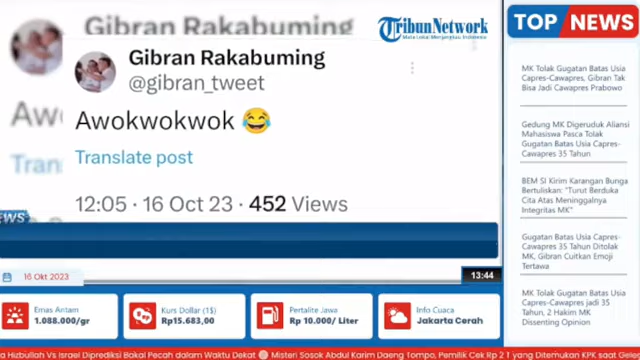 Gibran Rakabuming
TribunNetwork
Mata Lokal Menjangkau Indonesia
Gibran Rakabuming
@gibran_tweet
Awokwokwok 😂
Translate post
12:05 · 16 Oct 23 · 452 Views
NEWS
16 Okt 2023
13:44
Emas Antam
1.088.000/gr
Kurs Dollar (1$)
Rp15.683,00
Pertalite Jawa
Rp 10.000/ Liter
Info Cuaca
Jakarta Cerah
TOP NEWS
MK Tolak Gugatan Batas Usia
Capres-Cawapres, Gibran Tak
Bisa Jadi Cawapres Prabowo
Gedung MK Digeruduk Aliansi
Mahasiswa Pasca Tolak
Gugatan Batas Usia Capres-
Cawapres 35 Tahun
BEM SI Kirim Karangan Bunga
Bertuliskan: "Turut Berduka
Cita Atas Meninggalnya
Integritas MK"
Gugatan Batas Usia Capres-
Cawapres 35 Tahun Ditolak
MK, Gibran Cuitkan Emoji
Tertawa
MK Tolak Gugatan Batas Usia
Capres-Cawapres jadi 35
Tahun, 2 Hakim MK
Dissenting Opinion
a Hizbullah Vs Israel Diprediksi Bakal Pecah dalam Waktu Dekat Misteri Sosok Abdul Karim Daeng Tompo, Pemilik Cek Rp 2 T yang Ditemukan KPK saat Gele